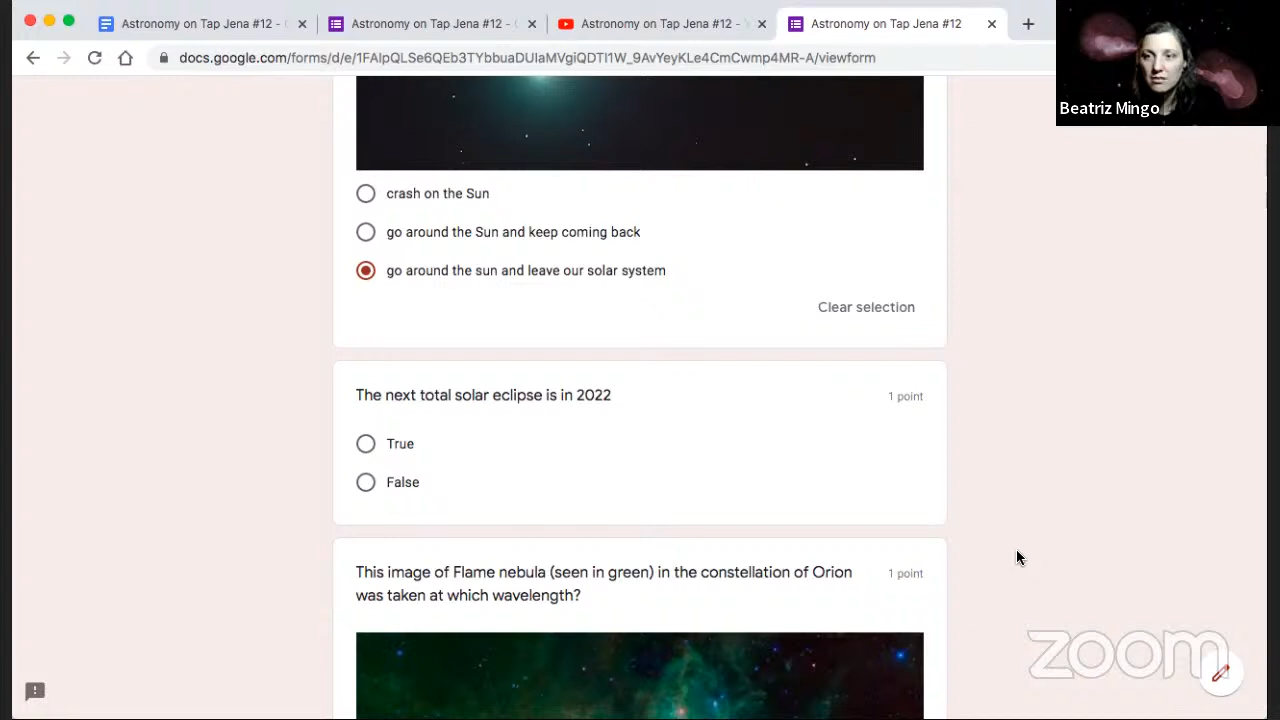 Astronomy on Tap Jena #12 -
Astronomy on Tap Jena #12 -
Astronomy on Tap Jena #12 -
Astronomy on Tap Jena #12
docs.google.com/forms/d/e/1FAIpQLSe6QEb3TYbbuaDUIaMVgiQDTI1W_9AvYeyKLe4CmCwmp4MR-A/viewform
Beatriz Mingo
crash on the Sun
go around the Sun and keep coming back
go around the sun and leave our solar system
Clear selection
The next total solar eclipse is in 2022
1 point
True
False
This image of Flame nebula (seen in green) in the constellation of Orion
was taken at which wavelength?
1 point
zoom